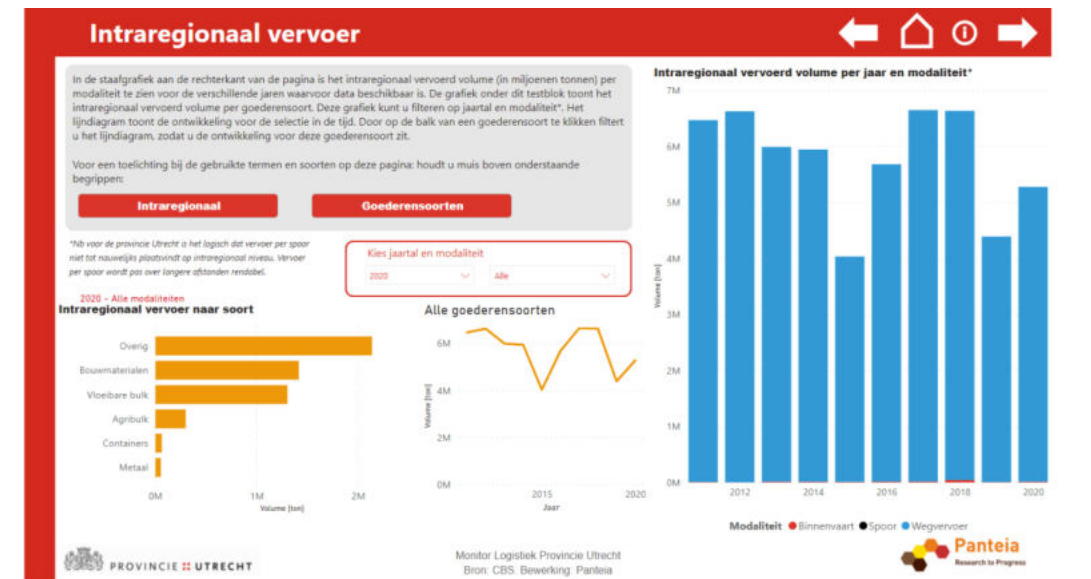 Intraregionaal vervoer
In de staafgrafiek aan de rechterkant van de pagina is het intraregionaal vervoerd volume (in miljoenen tonnen) per
modaliteit te zien voor de verschillende jaren waarvoor data beschikbaar is. De grafiek onder dit testblok toont het
intraregionaal vervoerd volume per goederensoort. Deze grafiek kunt u filteren op jaartal en modaliteit*. Het
lijndiagram toont de ontwikkeling voor de selectie in de tijd. Door op de balk van een goederensoort te klikken filtert
u het lijndiagram, zodat u de ontwikkeling voor deze goederensoort zit.
Voor een toelichting bij de gebruikte termen en soorten op deze pagina: houdt u muis boven onderstaande
begrippen:
Intraregionaal
Goederensoorten
*Nb voor de provincie Utrecht is het logisch dat vervoer per spoor
niet tot nauwelijks plaatsvindt op intraregionaal niveau. Vervoer
per spoor wordt pas over langere afstanden rendabel.
Kies jaartal en modaliteit
2020
Alle
2020 - Alle modaliteiten
Intraregionaal vervoer naar soort
Overig
Bouwmaterialen
Vloeibare bulk
Agribulk
Containers
Metaal
0M
1M
2M
Volume [ton]
Alle goederensoorten
6M
4M
2M
0M
Volume [ton]
2015
2020
Jaar
Intraregionaal vervoerd volume per jaar en modaliteit*
7M
6M
5M
4M
3M
2M
1M
0M
Volume [ton]
2012
2014
2016
2018
2020
Modaliteit Binnenvaart Spoor Wegvervoer
PROVINCIE UTRECHT
Monitor Logistiek Provincie Utrecht
Bron: CBS. Bewerking: Panteia
Panteia
Research to Progress